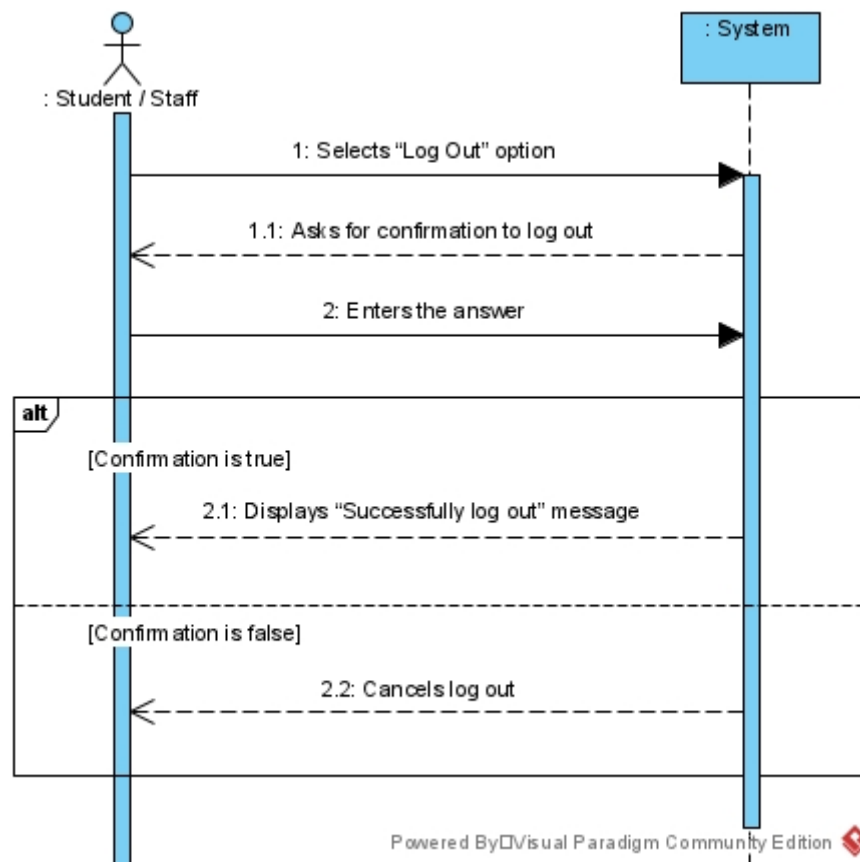 : System
: Student / Staff
1: Selects “Log Out” option
1.1: Asks for confirmation to log out
2: Enters the answer
alt
[Confirmation is true]
2.1: Displays “Successfully log out” message
[Confirmation is false]
2.2: Cancels log out
Powered By□Visual Paradigm Community Edition